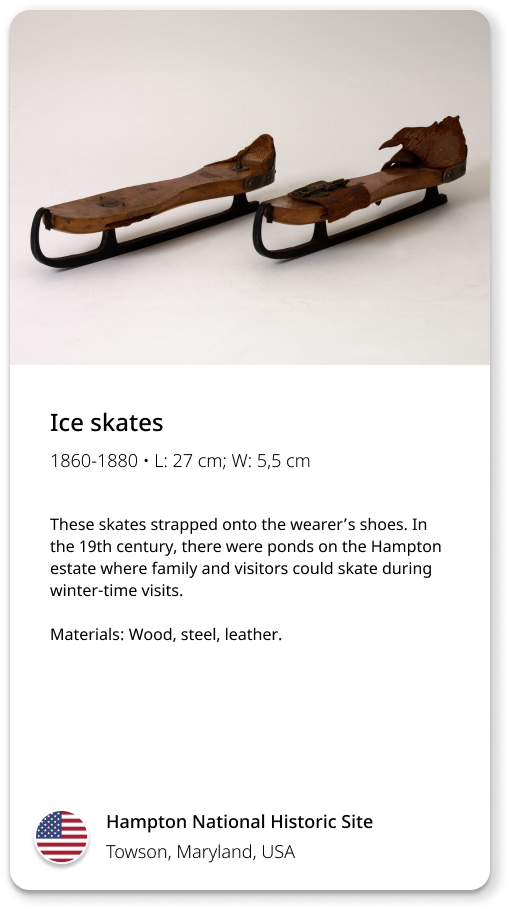 Ice skates
1860-1880 • L: 27 cm; W: 5,5 cm
These skates strapped onto the wearer’s shoes. In
the 19th century, there were ponds on the Hampton
estate where family and visitors could skate during
winter-time visits.
Materials: Wood, steel, leather.
Hampton National Historic Site
Towson, Maryland, USA